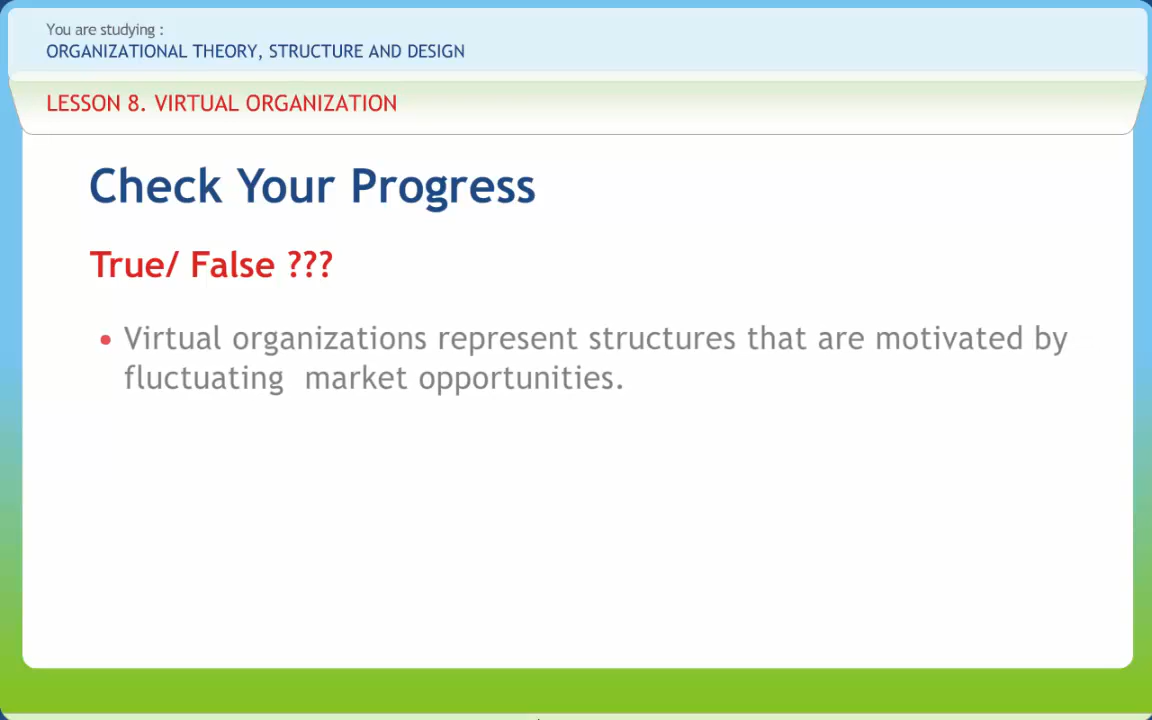 You are studying :
ORGANIZATIONAL THEORY, STRUCTURE AND DESIGN
LESSON 8. VIRTUAL ORGANIZATION
Check Your Progress
True/ False ???
• Virtual organizations represent structures that are motivated by
fluctuating  market opportunities.